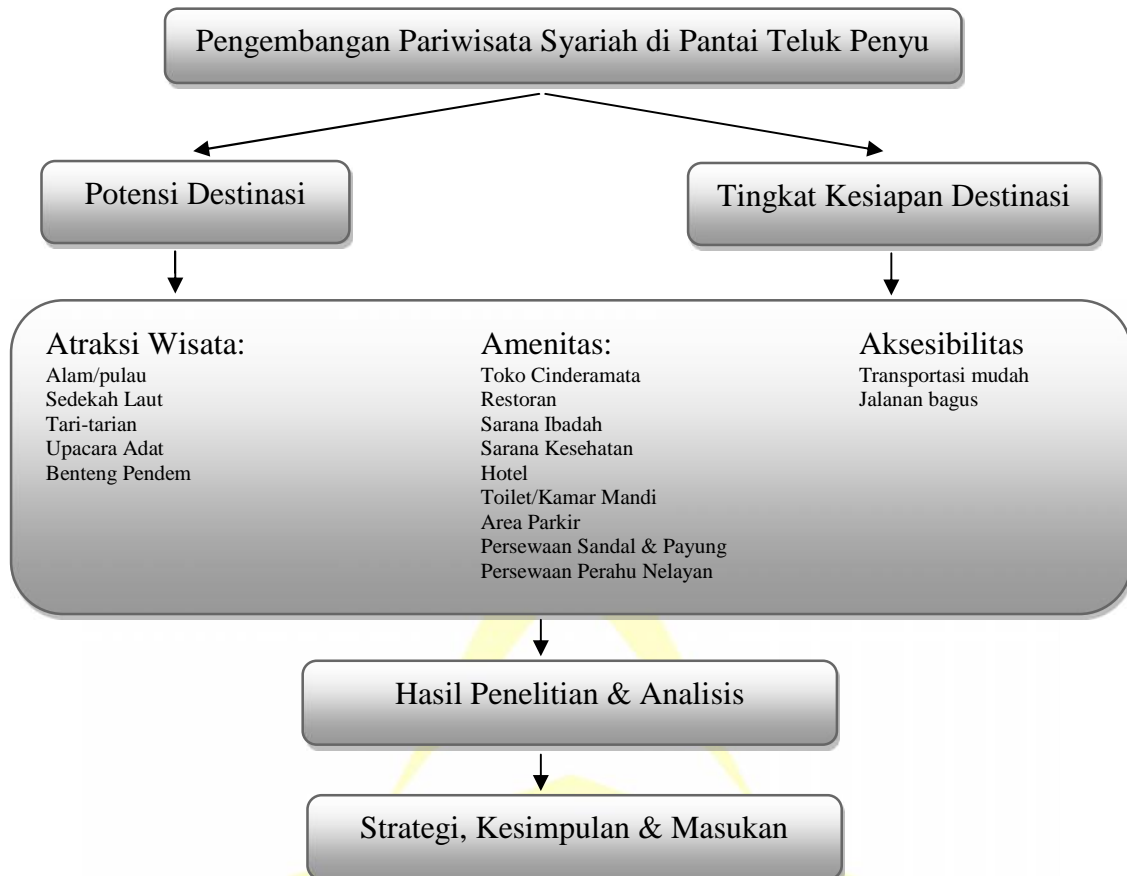 Pengembangan Pariwisata Syariah di Pantai Teluk Penyu
Potensi Destinasi
Tingkat Kesiapan Destinasi
Atraksi Wisata:
Alam/pulau
Sedekah Laut
Tari-tarian
Upacara Adat
Benteng Pendem
Amenitas:
Toko Cinderamata
Restoran
Sarana Ibadah
Sarana Kesehatan
Hotel
Toilet/Kamar Mandi
Area Parkir
Persewaan Sandal & Payung
Persewaan Perahu Nelayan
Aksesibilitas
Transportasi mudah
Jalanan bagus
Hasil Penelitian & Analisis
Strategi, Kesimpulan & Masukan